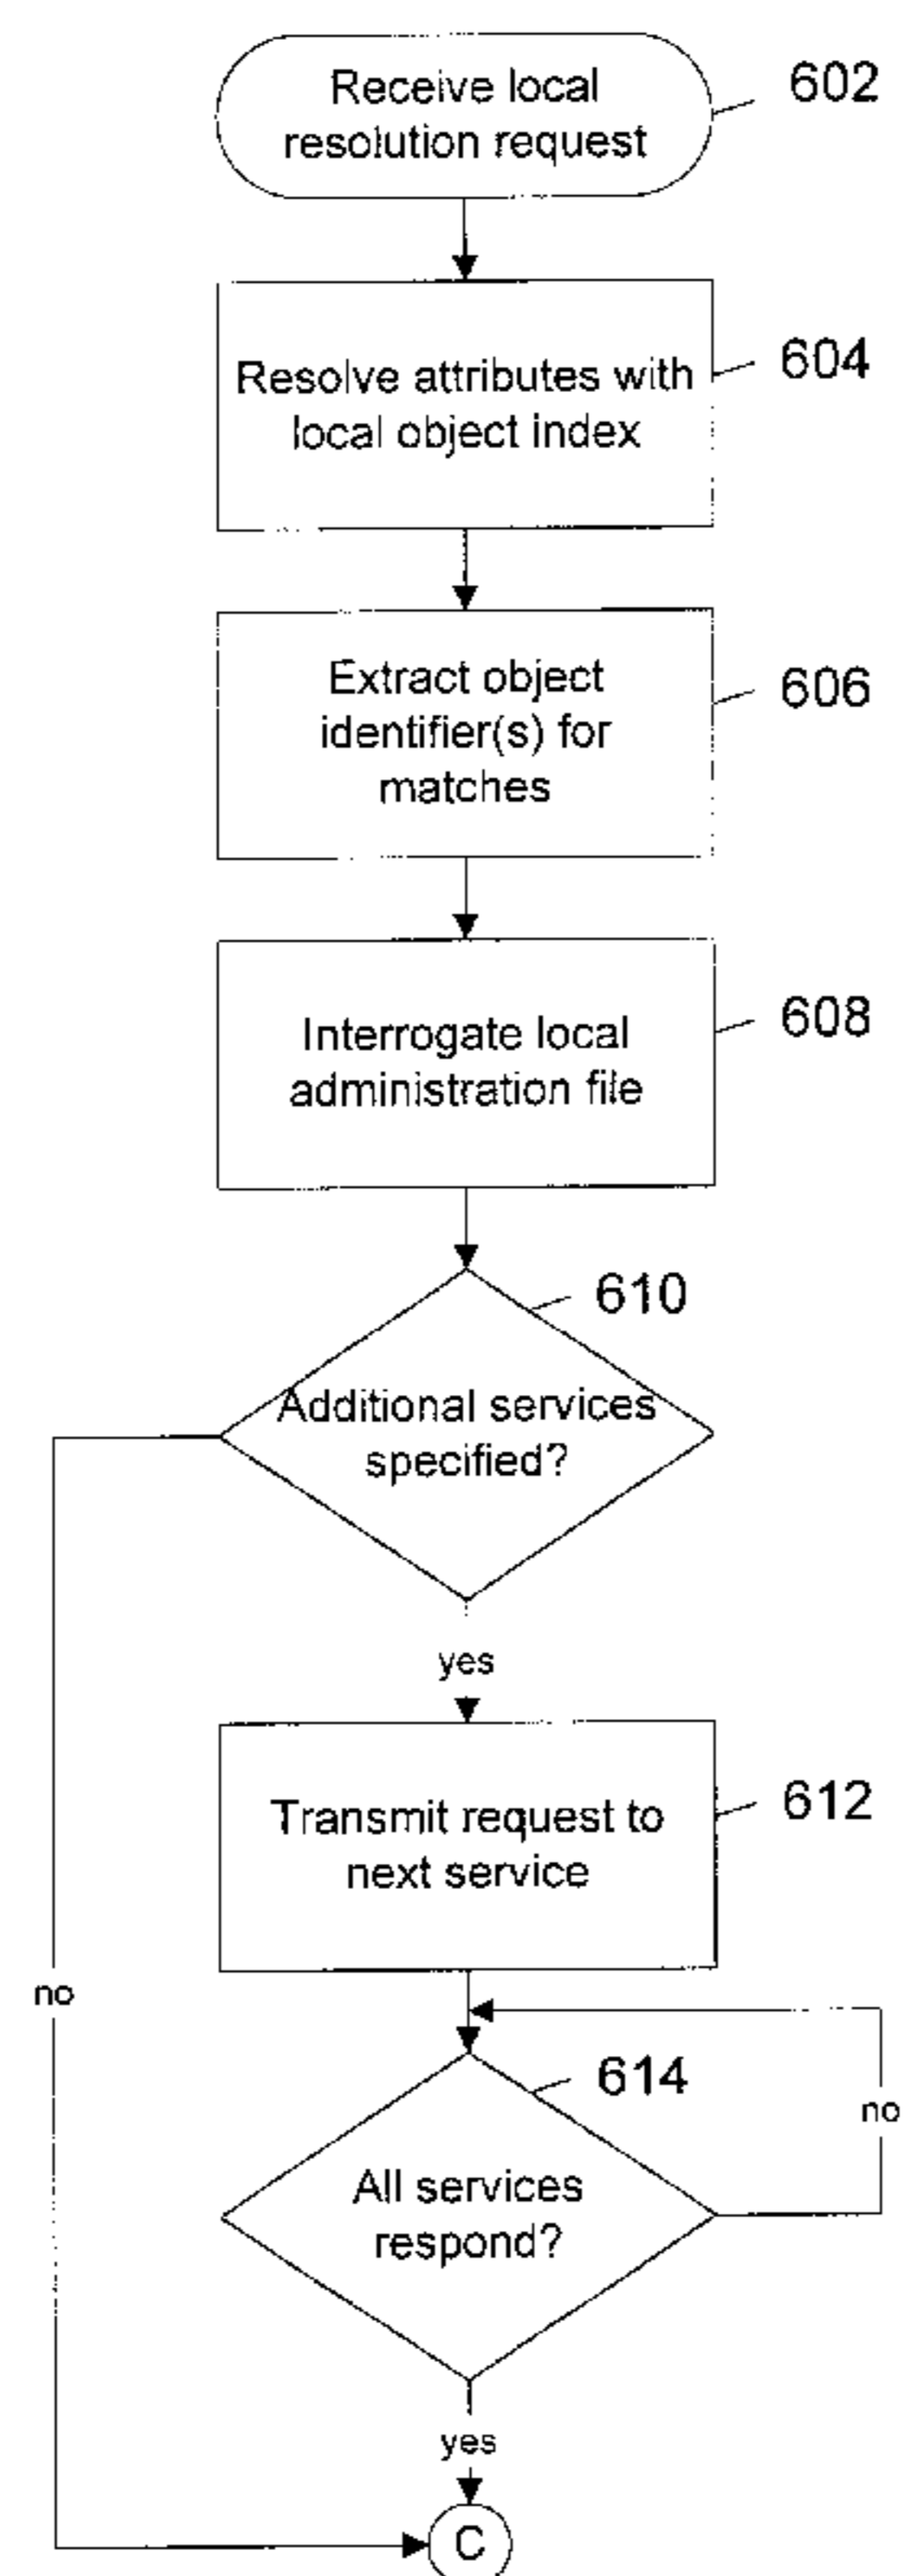 Receive local
resolution request
602
Resolve attributes with
local object index
604
Extract object
identifier(s) for
matches
606
Interrogate local
administration file
608
610
Additional services
specified?
yes
Transmit request to
next service
612
no
614
no
All services
respond?
yes
C